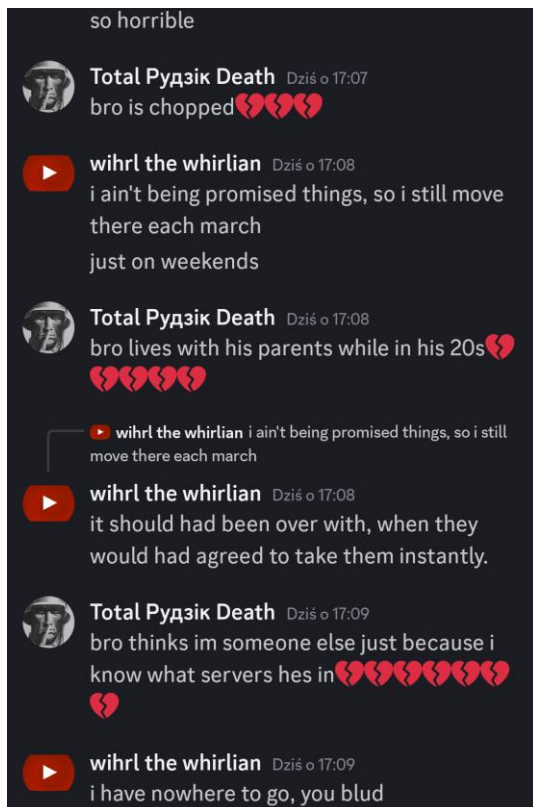 so horrible
Total Рудзік Death Dziś o 17:07
bro is chopped💔💔💔
wihrl the whirlian Dziś o 17:08
i ain't being promised things, so i still move
there each march
just on weekends
Total Рудзік Death Dziś o 17:08
bro lives with his parents while in his 20s💔
💔💔💔💔
wihrl the whirlian i ain't being promised things, so i still
move there each march
wihrl the whirlian Dziś o 17:08
it should had been over with, when they
would had agreed to take them instantly.
Total Рудзік Death Dziś o 17:09
bro thinks im someone else just because i
know what servers hes in💔💔💔💔💔💔
💔
wihrl the whirlian Dziś o 17:09
i have nowhere to go, you blud